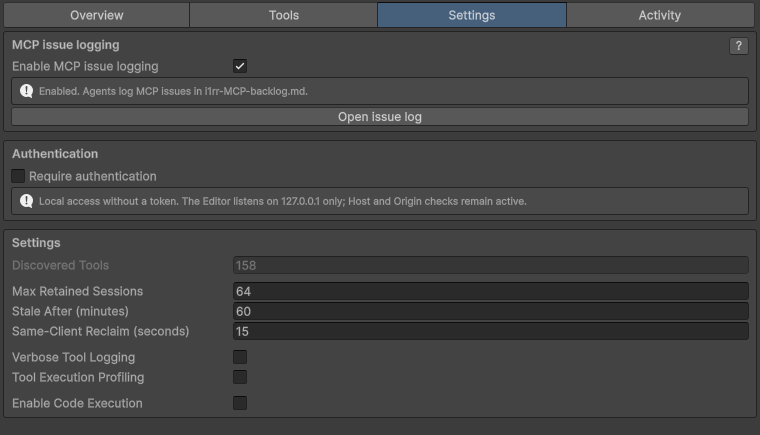 Overview
Tools
Settings
Activity
MCP issue logging
?
Enable MCP issue logging
Enabled. Agents log MCP issues in i1rr-MCP-backlog.md.
Open issue log
Authentication
Require authentication
Local access without a token. The Editor listens on 127.0.0.1 only; Host and Origin checks remain active.
Settings
Discovered Tools 158
Max Retained Sessions 64
Stale After (minutes) 60
Same-Client Reclaim (seconds) 15
Verbose Tool Logging
Tool Execution Profiling
Enable Code Execution